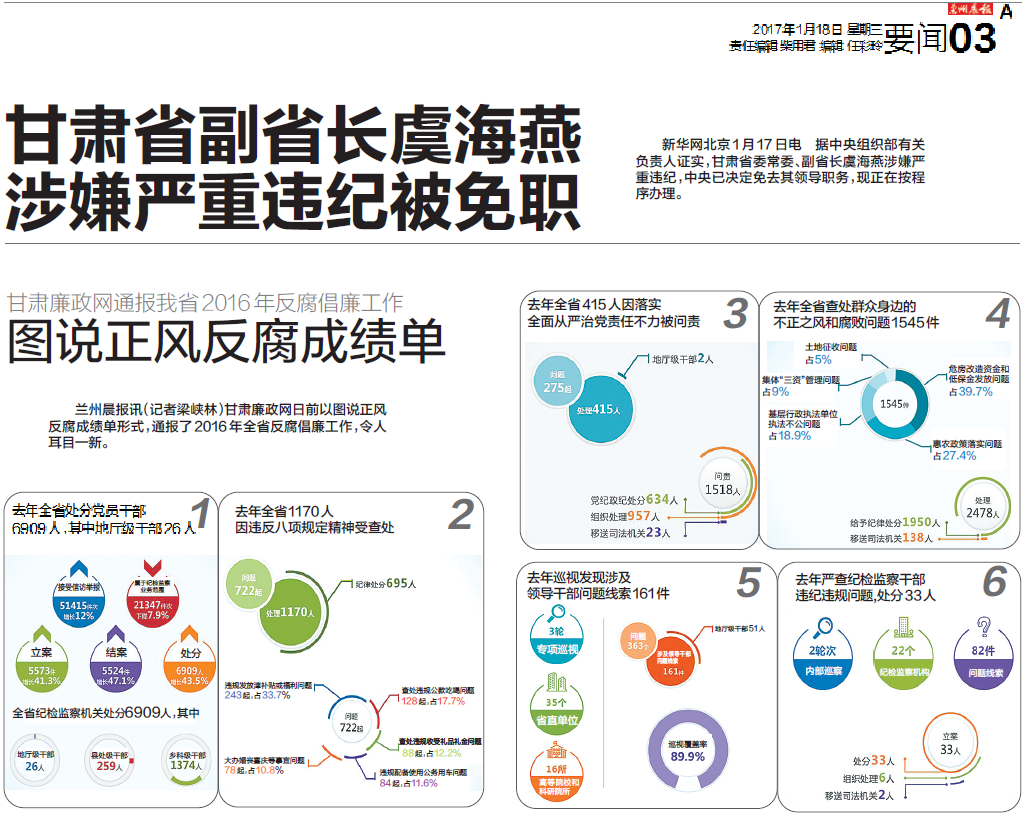 兰州晨报
A
2017年1月18日 星期三
责任编辑 柴用君 编辑 任彩玲
要闻03
甘肃省副省长虞海燕
涉嫌严重违纪被免职
新华网北京1月17日电 据中央组织部有关
负责人证实,甘肃省委常委、副省长虞海燕涉嫌严
重违纪,中央已决定免去其领导职务,现正在按程
序办理。
甘肃廉政网通报我省2016年反腐倡廉工作
图说正风反腐成绩单
兰州晨报讯(记者梁峡林)甘肃廉政网日前以图说正风
反腐成绩单形式,通报了2016年全省反腐倡廉工作,令人
耳目一新。
去年全省处分党员干部
6909人,其中地厅级干部26人
1
接受信访举报
51415件次
增长12%
属于纪检监察
业务范围
21347件次
下降7.9%
立案
5573件
增长41.3%
结案
5524件
增长47.1%
处分
6909人
增长43.5%
全省纪检监察机关处分6909人,其中
地厅级干部
26人
县处级干部
259人
乡科级干部
1374人
去年全省1170人
因违反八项规定精神受查处
2
问题
722起
处理1170人
纪律处分695人
违规发放津补贴或福利问题
243起,占33.7%
查处违规公款吃喝问题
128起,占17.7%
问题
722起
查处违规收受礼品礼金问题
88起,占12.2%
大办婚丧喜庆等事宜问题
78起,占10.8%
违规配备使用公务用车问题
84起,占11.6%
去年全省415人因落实
全面从严治党责任不力被问责
3
问题
275起
处理415人
地厅级干部2人
问责
1518人
党纪政纪处分634人
组织处理957人
移送司法机关23人
去年全省查处群众身边的
不正之风和腐败问题1545件
4
土地征收问题
占5%
集体“三资”管理问题
占9%
基层行政执法单位
执法不公问题
占18.9%
1545件
危房改造资金和
低保金发放问题
占39.7%
惠农政策落实问题
占27.4%
处理
2478人
给予纪律处分1950人
移送司法机关138人
去年巡视发现涉及
领导干部问题线索161件
5
3轮
专项巡视
35个
省直单位
16所
高等院校和
科研院所
问题
363个
涉及领导干部
问题线索
161件
地厅级干部51人
巡视覆盖率
89.9%
去年严查纪检监察干部
违纪违规问题,处分33人
6
2轮次
内部巡察
22个
纪检监察机构
82件
问题线索
立案
33人
处分33人
组织处理6人
移送司法机关2人